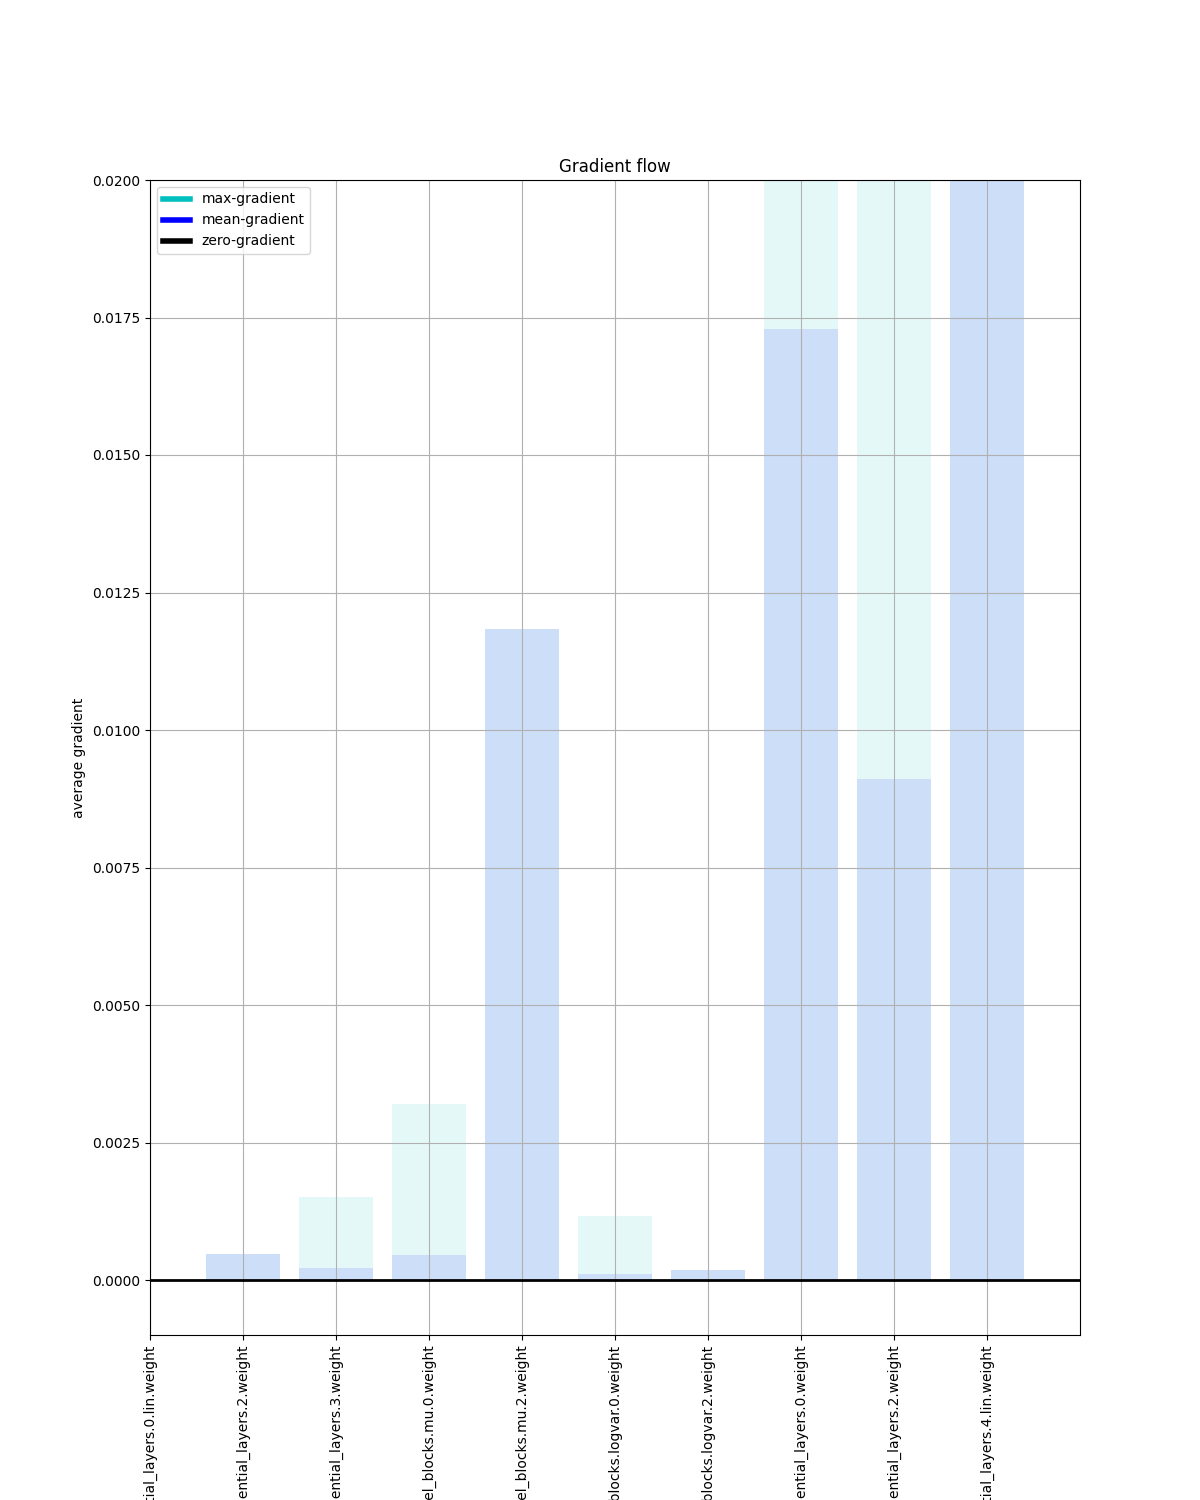 Gradient flow
max-gradient
mean-gradient
zero-gradient
0.0200
0.0175
0.0150
0.0125
0.0100
0.0075
0.0050
0.0025
0.0000
average gradient
tial_layers.0.lin.weight
ential_layers.2.weight
ential_layers.3.weight
el_blocks.mu.0.weight
el_blocks.mu.2.weight
blocks.logvar.0.weight
blocks.logvar.2.weight
ential_layers.0.weight
ential_layers.2.weight
tial_layers.4.lin.weight